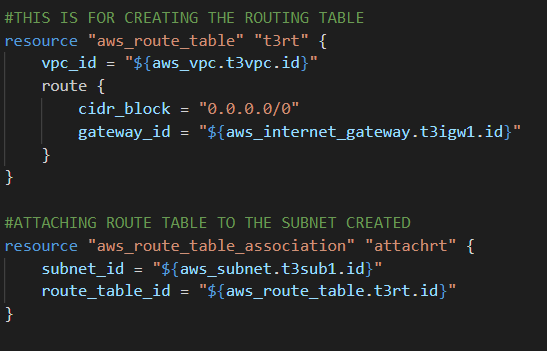 #THIS IS FOR CREATING THE ROUTING TABLE
resource "aws_route_table" "t3rt" {
    vpc_id = "${aws_vpc.t3vpc.id}"
    route {
        cidr_block = "0.0.0.0/0"
        gateway_id = "${aws_internet_gateway.t3igw1.id}"
    }
}

#ATTACHING ROUTE TABLE TO THE SUBNET CREATED
resource "aws_route_table_association" "attachrt" {
    subnet_id = "${aws_subnet.t3sub1.id}"
    route_table_id = "${aws_route_table.t3rt.id}"
}